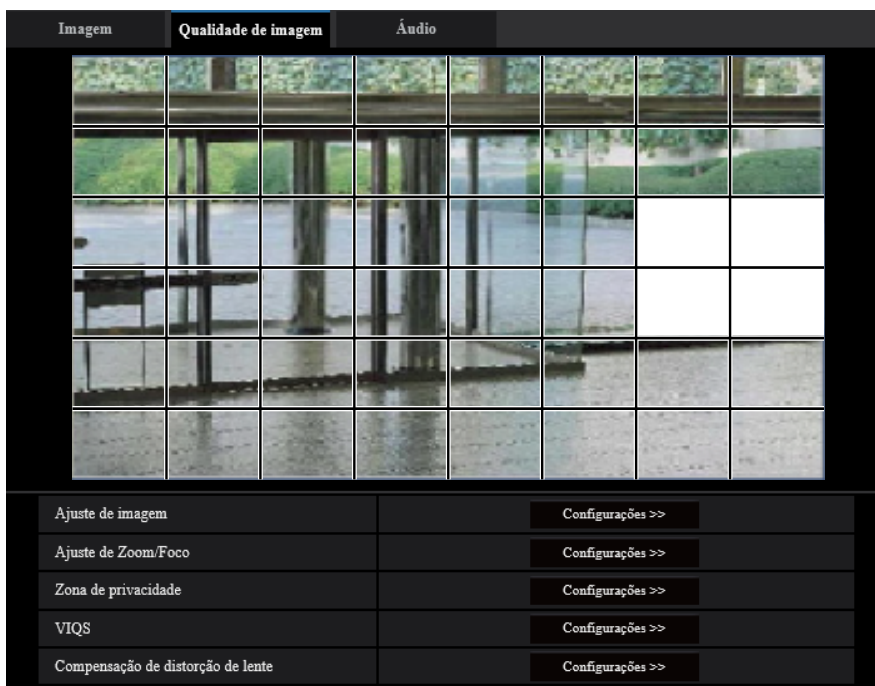 Imagem Qualidade de imagem Áudio
Ajuste de imagem Configurações >>
Ajuste de Zoom/Foco Configurações >>
Zona de privacidade Configurações >>
VIQS Configurações >>
Compensação de distorção de lente Configurações >>